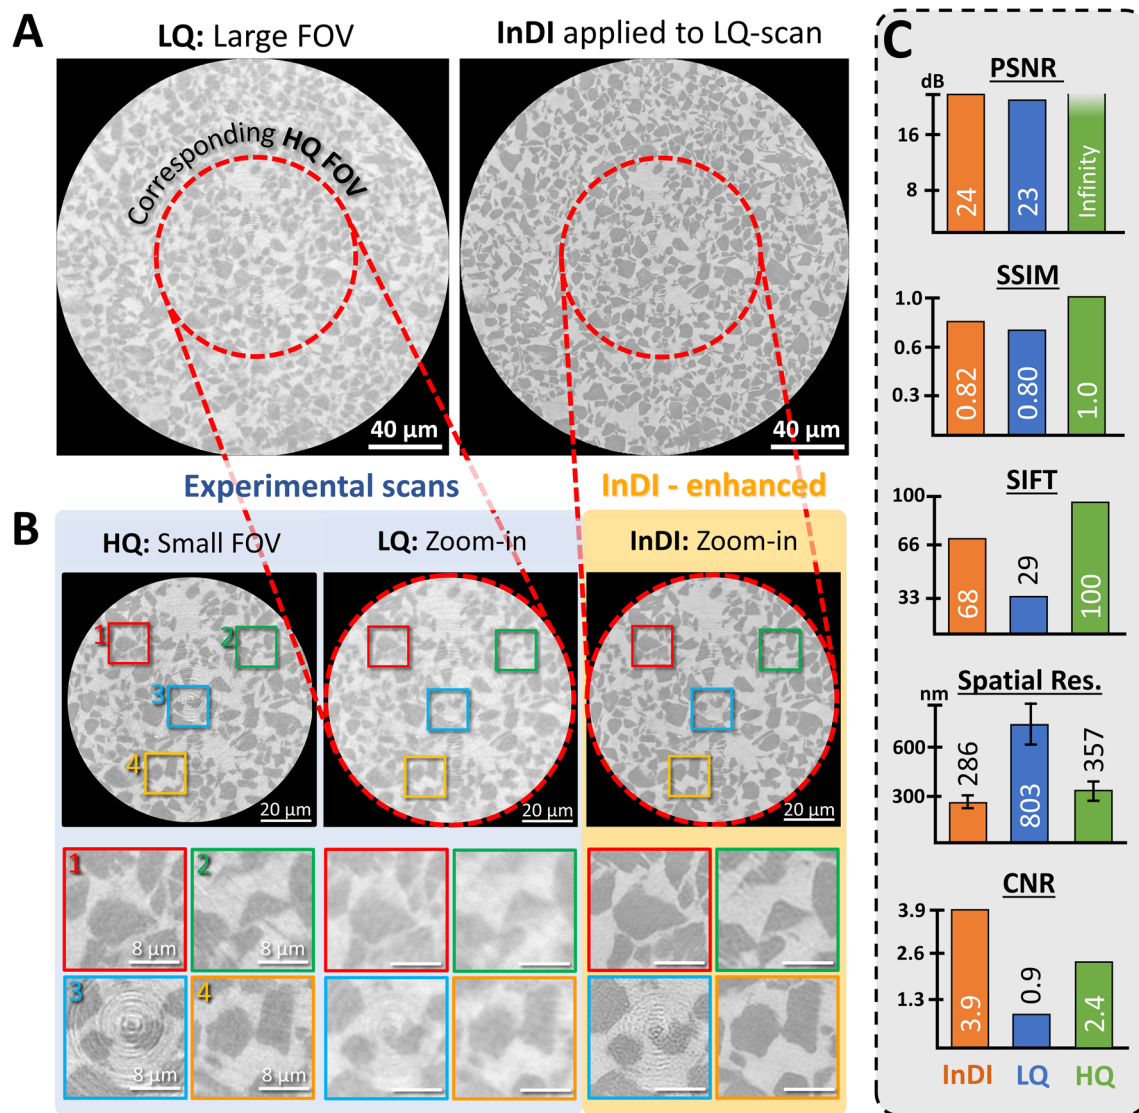 A
LQ: Large FOV
InDI applied to LQ-scan
Corresponding HQ FOV
40 µm
40 µm
Experimental scans
InDI - enhanced
B
HQ: Small FOV
LQ: Zoom-in
InDI: Zoom-in
1
2
3
4
20 µm
20 µm
20 µm
1
8 µm
2
8 µm
3
8 µm
4
8 µm
C
PSNR
dB
16
8
24
23
Infinity
SSIM
1.0
0.6
0.3
0.82
0.80
1.0
SIFT
100
66
33
68
29
100
Spatial Res.
nm
600
300
286
803
357
CNR
3.9
2.6
1.3
3.9
0.9
2.4
InDI LQ HQ